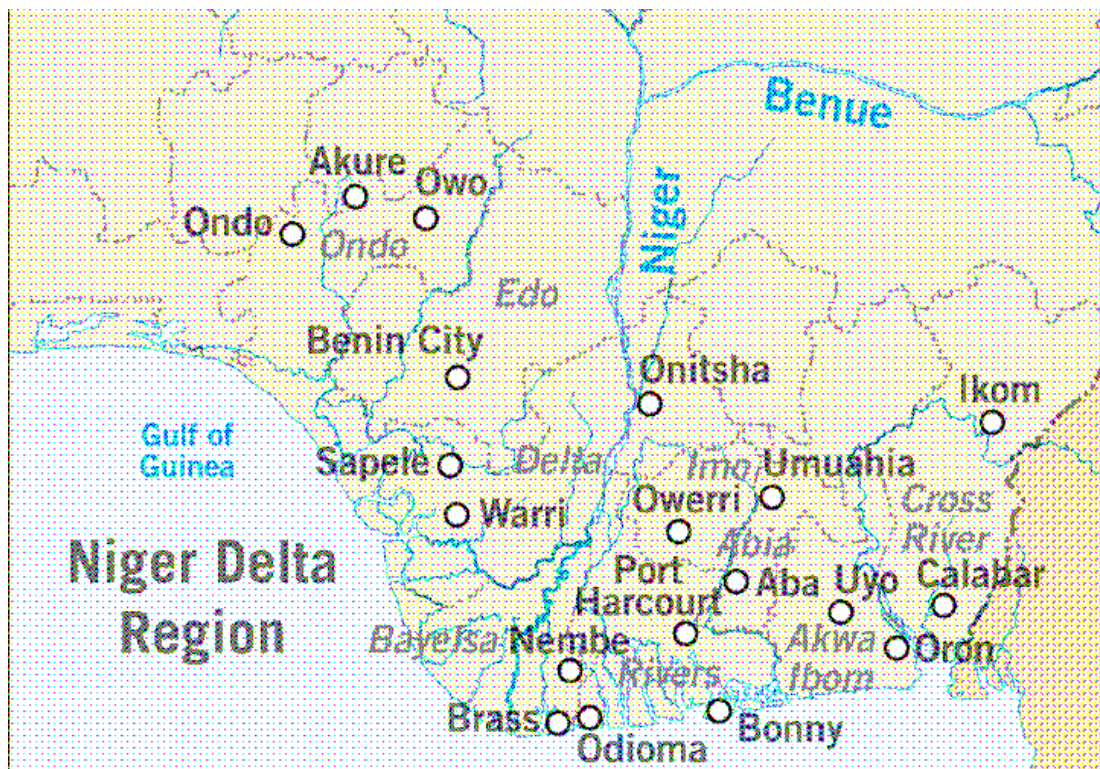 Benue
Niger
Akure
Owo
Ondo
Ondo
Edo
Benin City
Onitsha
Ikom
Gulf of
Guinea
Sapele
Delta
Imo
Umuahia
Owerri
Warri
Cross
River
Abia
Niger Delta
Region
Port
Harcourt
Aba
Uyo
Calabar
Bayelsa
Nembe
Akwa
Ibom
Oron
Rivers
Brass
Odioma
Bonny